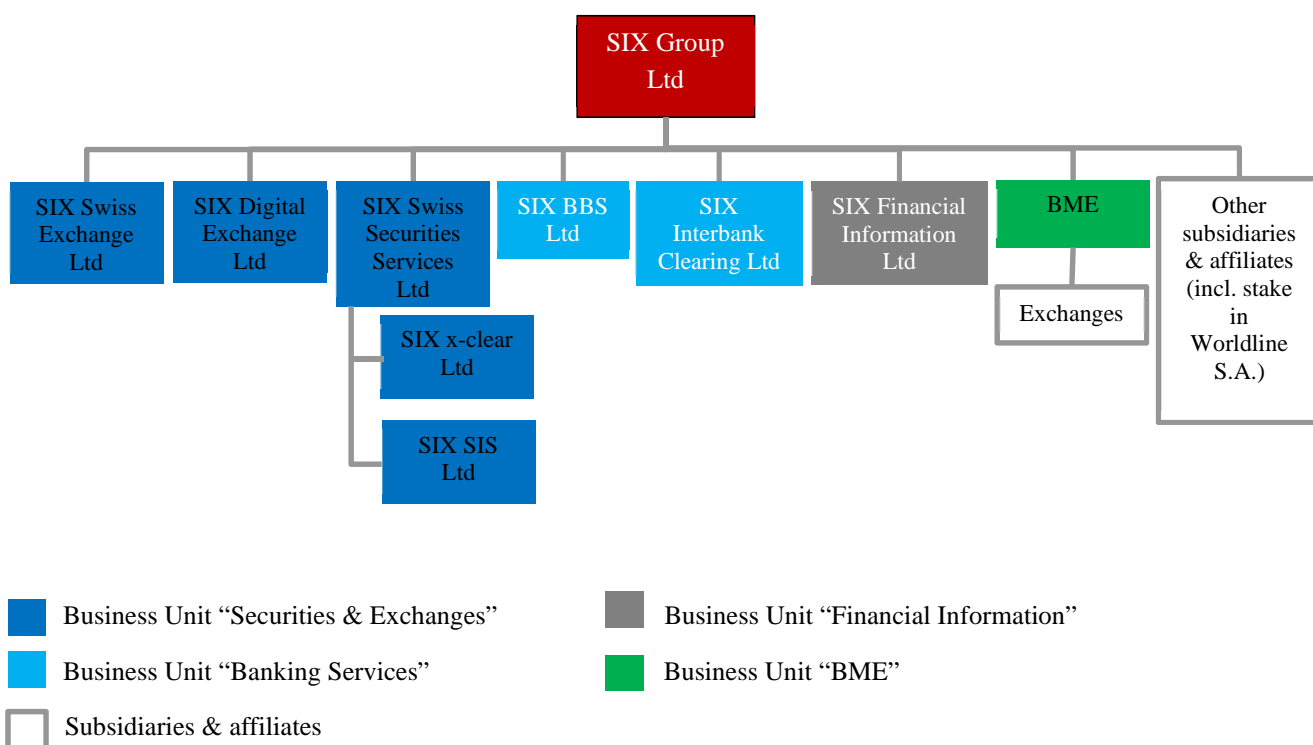 SIX Group
Ltd
SIX Swiss
Exchange
Ltd
SIX Digital
Exchange
Ltd
SIX Swiss
Securities
Services
Ltd
SIX BBS
Ltd
SIX
Interbank
Clearing Ltd
SIX Financial
Information
Ltd
BME
Other
subsidiaries
& affiliates
(incl. stake
in
Worldline
S.A.)
Exchanges
SIX x-clear
Ltd
SIX SIS
Ltd
Business Unit “Securities & Exchanges”
Business Unit “Financial Information”
Business Unit “Banking Services”
Business Unit “BME”
Subsidiaries & affiliates